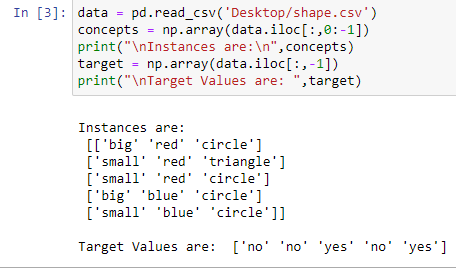 In [3]: data = pd.read_csv('Desktop/shape.csv')
concepts = np.array(data.iloc[:,0:-1])
print("\nInstances are:\n",concepts)
target = np.array(data.iloc[:,-1])
print("\nTarget Values are: ",target)
Instances are:
[['big' 'red' 'circle']
['small' 'red' 'triangle']
['small' 'red' 'circle']
['big' 'blue' 'circle']
['small' 'blue' 'circle']]
Target Values are:  ['no' 'no' 'yes' 'no' 'yes']